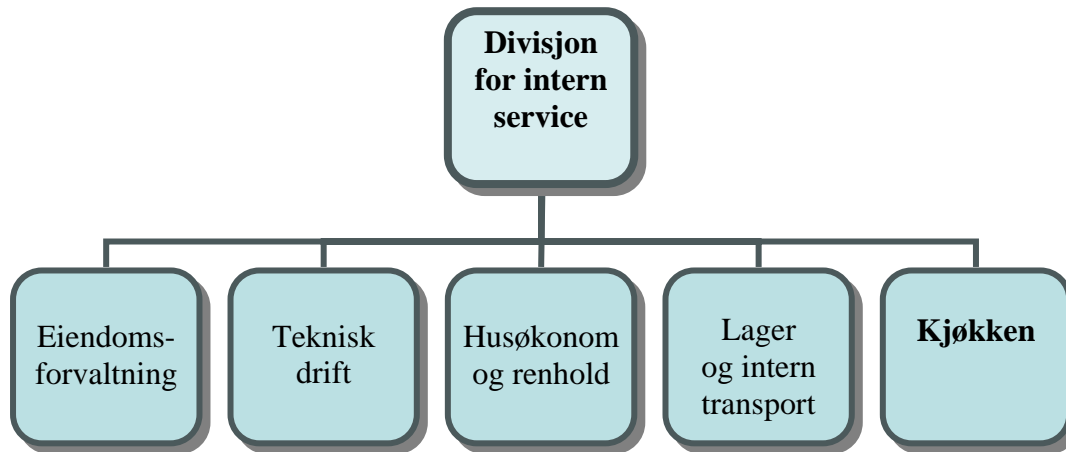 Divisjon
for intern
service
Eiendoms-
forvaltning
Teknisk
drift
Husøkonom
og renhold
Lager
og intern
transport
Kjøkken